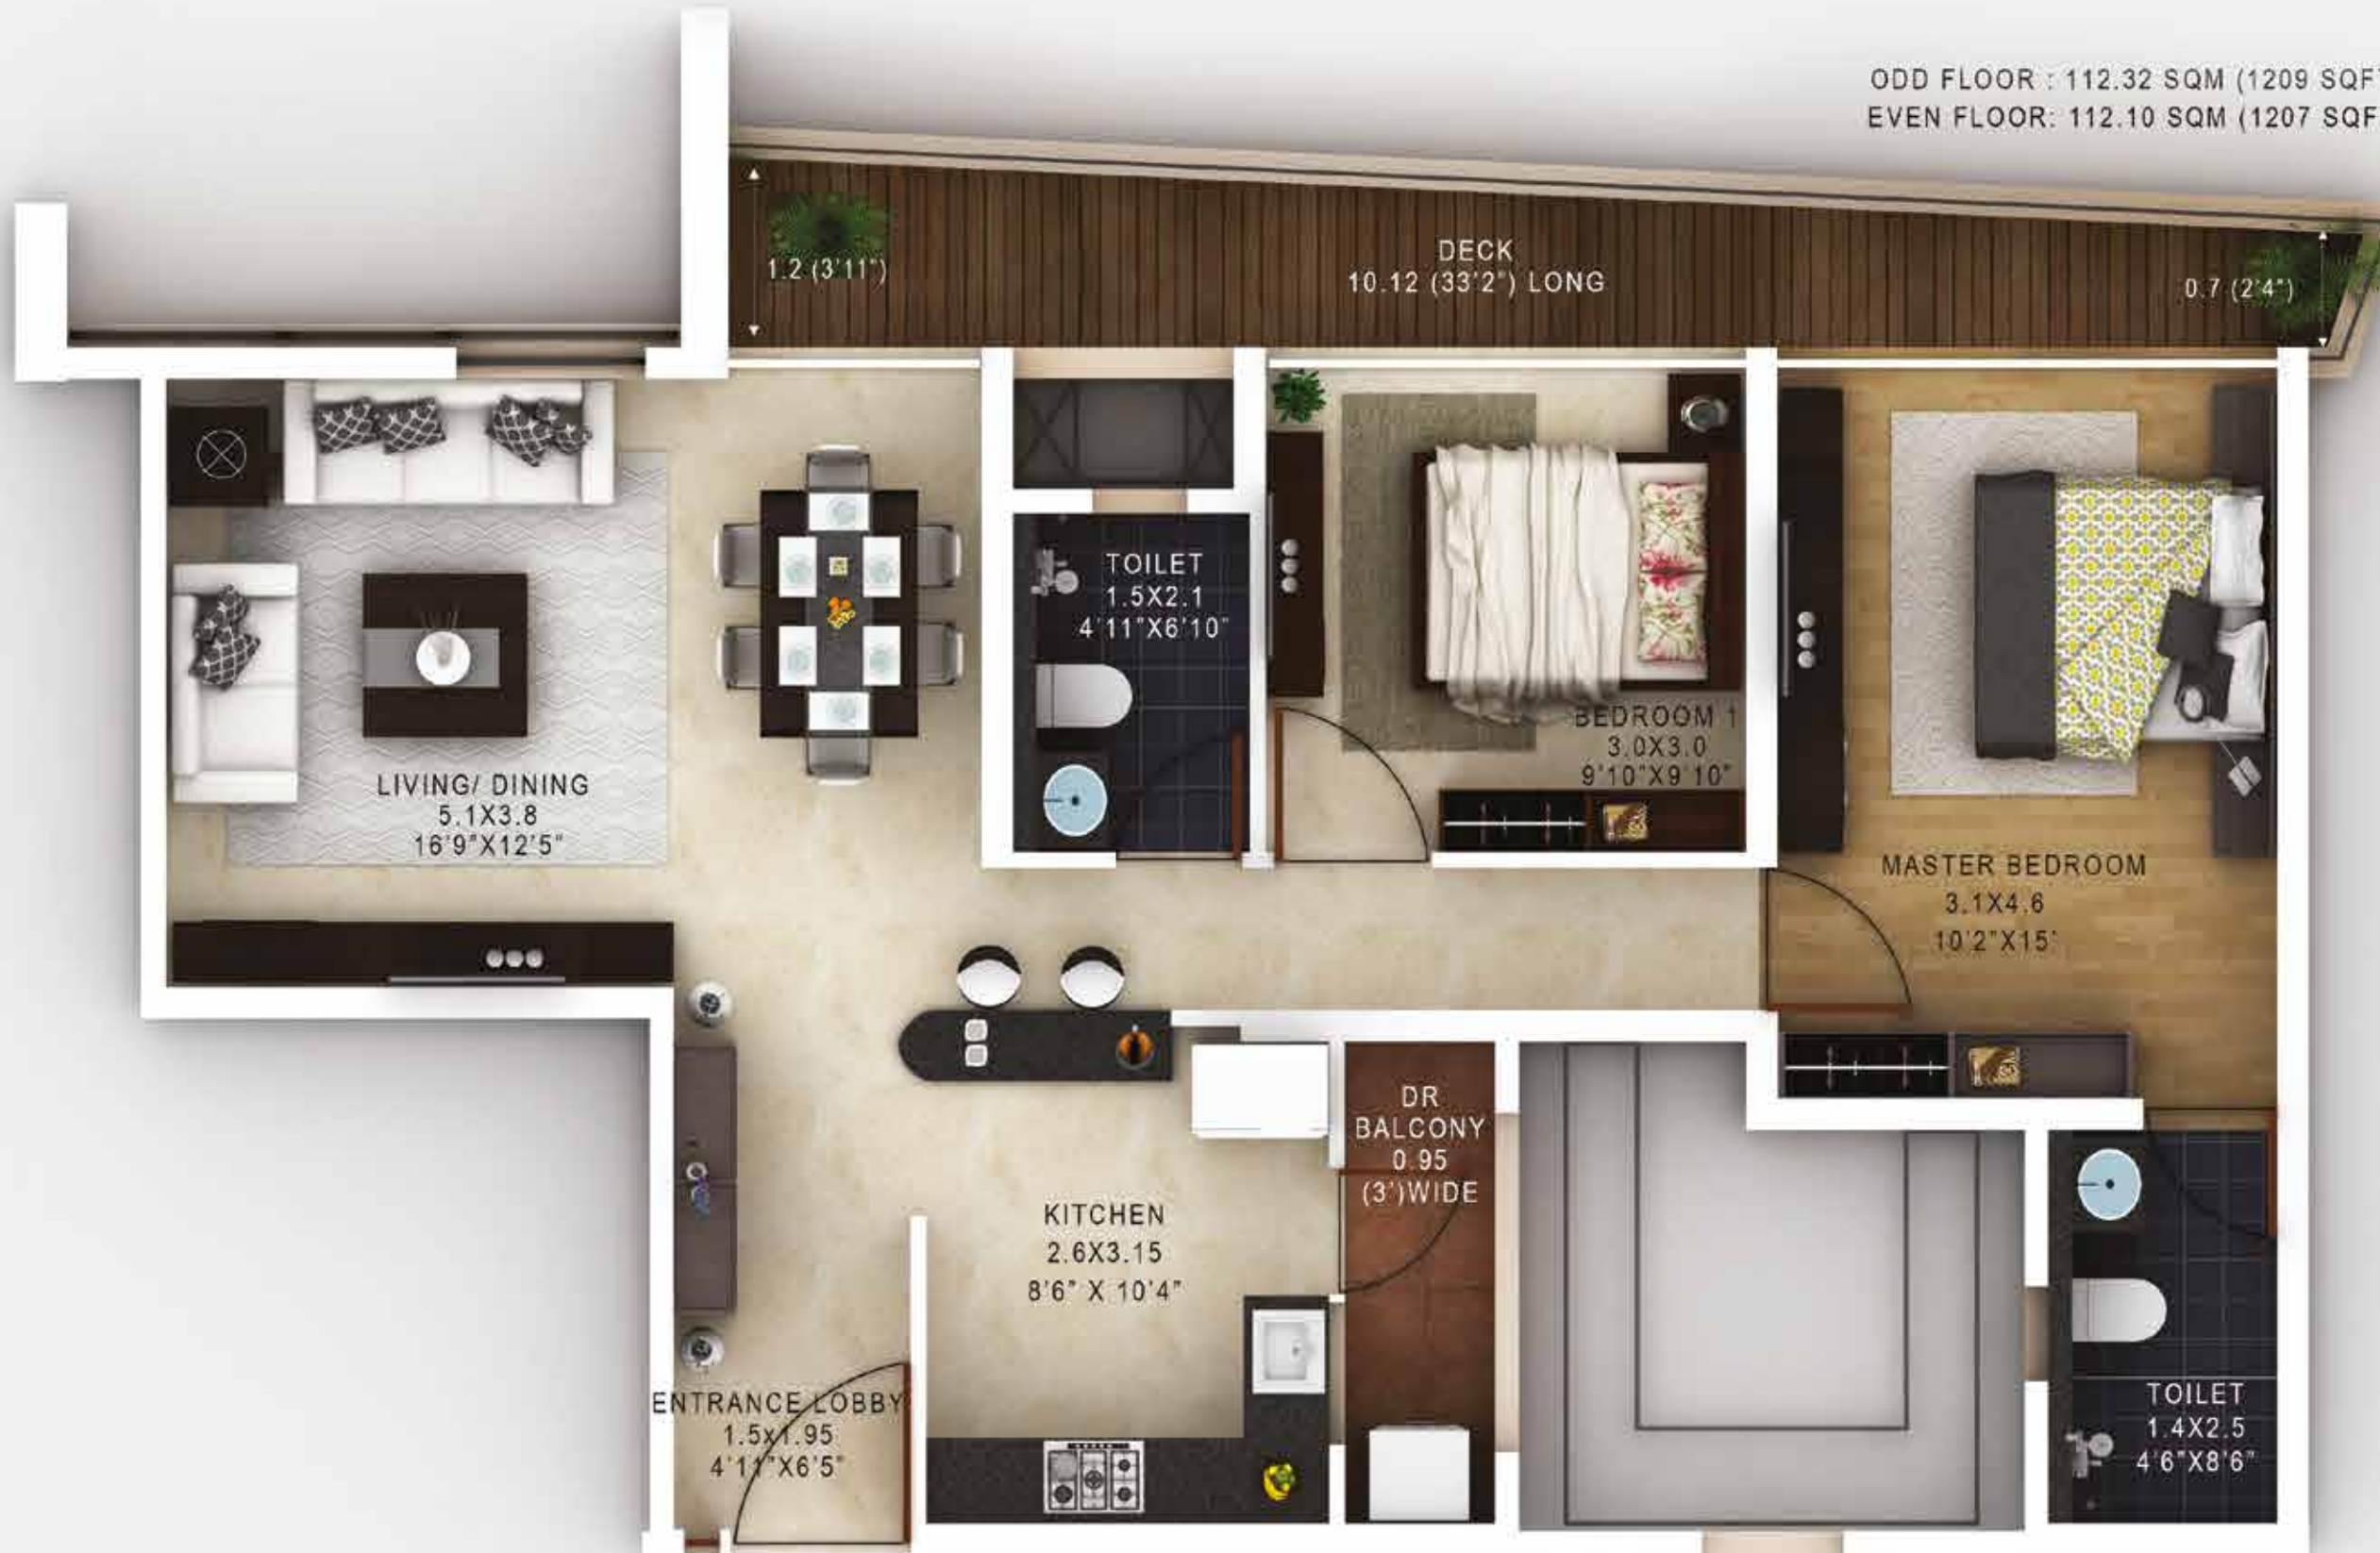 ODD FLOOR : 112.32 SQM (1209 SQF
EVEN FLOOR: 112.10 SQM (1207 SQF
1.2 (3'11")
DECK
10.12 (33'2") LONG
0.7 (2'4")
TOILET
1.5X2.1
4'11"X6'10"
BEDROOM 1
3.0X3.0
9'10"X9'10"
LIVING/ DINING
5.1X3.8
16'9"X12'5"
MASTER BEDROOM
3.1X4.6
10'2"X15'
DR
BALCONY
0.95
(3')WIDE
KITCHEN
2.6X3.15
8'6" X 10'4"
ENTRANCE LOBBY
1.5x1.95
4'11"X6'5"
TOILET
1.4X2.5
4'6"X8'6"